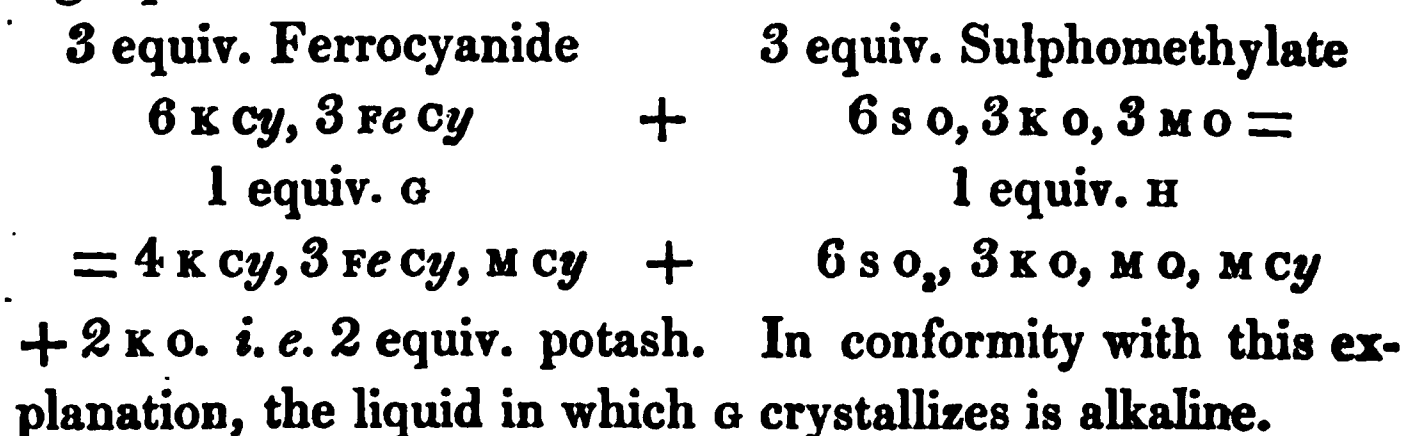 3 equiv. Ferrocyanide 3 equiv. Sulphomethylate
6 K Cy, 3 Fe Cy + 6 S O, 3 K O, 3 M O =
1 equiv. G 1 equiv. H
= 4 K Cy, 3 Fe Cy, M Cy + 6 S O₃, 3 K O, M O, M Cy
+ 2 K O. i. e. 2 equiv. potash. In conformity with this ex-
planation, the liquid in which G crystallizes is alkaline.